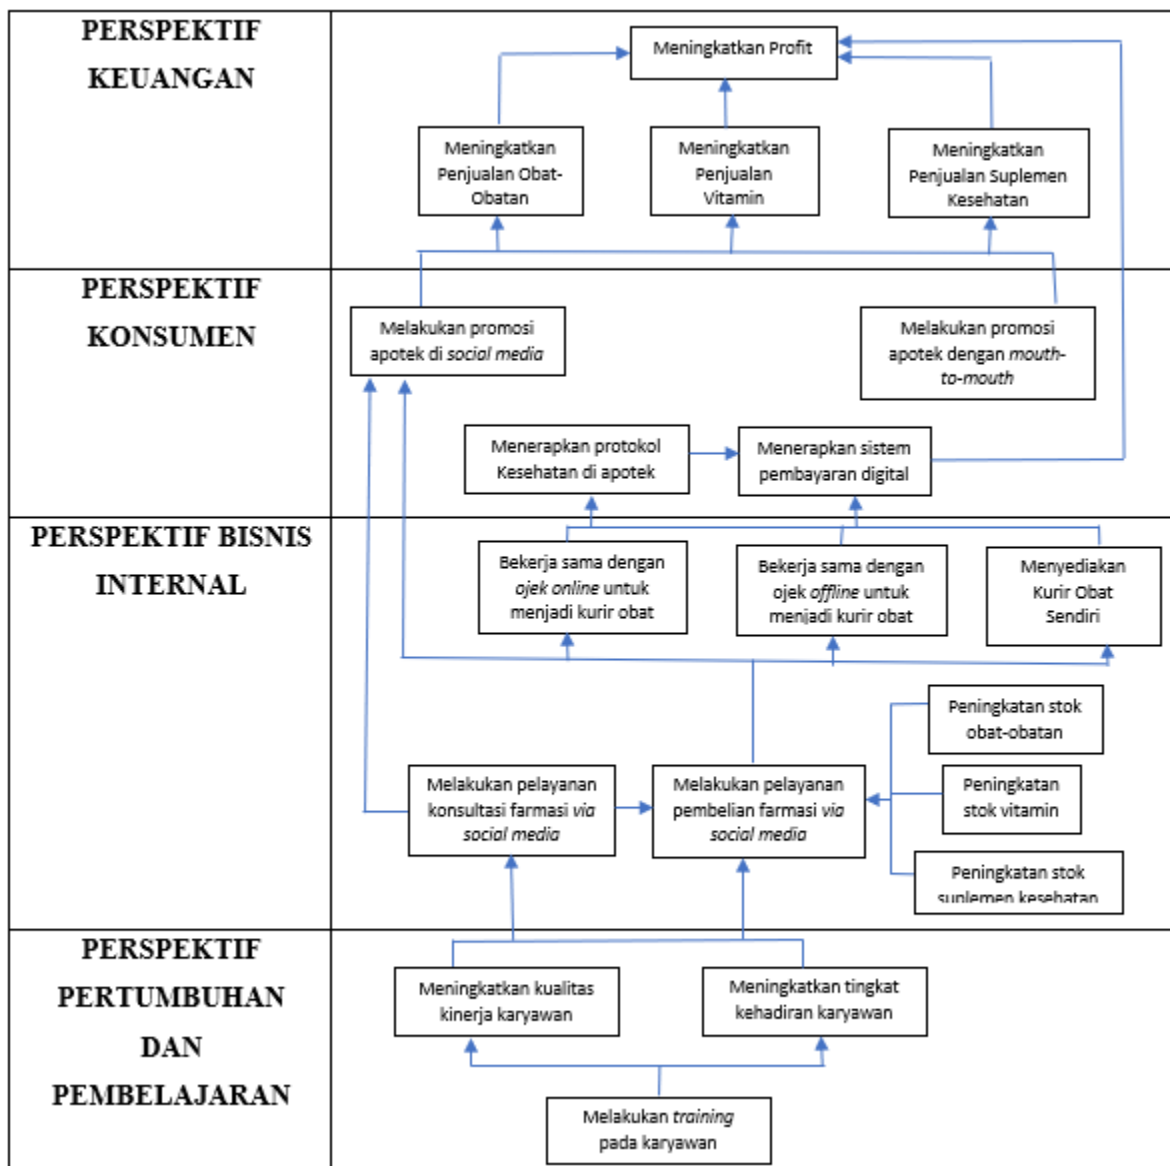 PERSPEKTIF
KEUANGAN
Meningkatkan Profit
Meningkatkan
Penjualan Obat-
Obatan
Meningkatkan
Penjualan
Vitamin
Meningkatkan
Penjualan Suplemen
Kesehatan
PERSPEKTIF
KONSUMEN
Melakukan promosi
apotek di social media
Melakukan promosi
apotek dengan mouth-
to-mouth
Menerapkan protokol
Kesehatan di apotek
Menerapkan sistem
pembayaran digital
PERSPEKTIF BISNIS
INTERNAL
Bekerja sama dengan
ojek online untuk
menjadi kurir obat
Bekerja sama dengan
ojek offline untuk
menjadi kurir obat
Menyediakan
Kurir Obat
Sendiri
Peningkatan stok
obat-obatan
Melakukan pelayanan
konsultasi farmasi via
social media
Melakukan pelayanan
pembelian farmasi via
social media
Peningkatan
stok vitamin
Peningkatan stok
suplemen kesehatan
PERSPEKTIF
PERTUMBUHAN
DAN
PEMBELAJARAN
Meningkatkan kualitas
kinerja karyawan
Meningkatkan tingkat
kehadiran karyawan
Melakukan training
pada karyawan